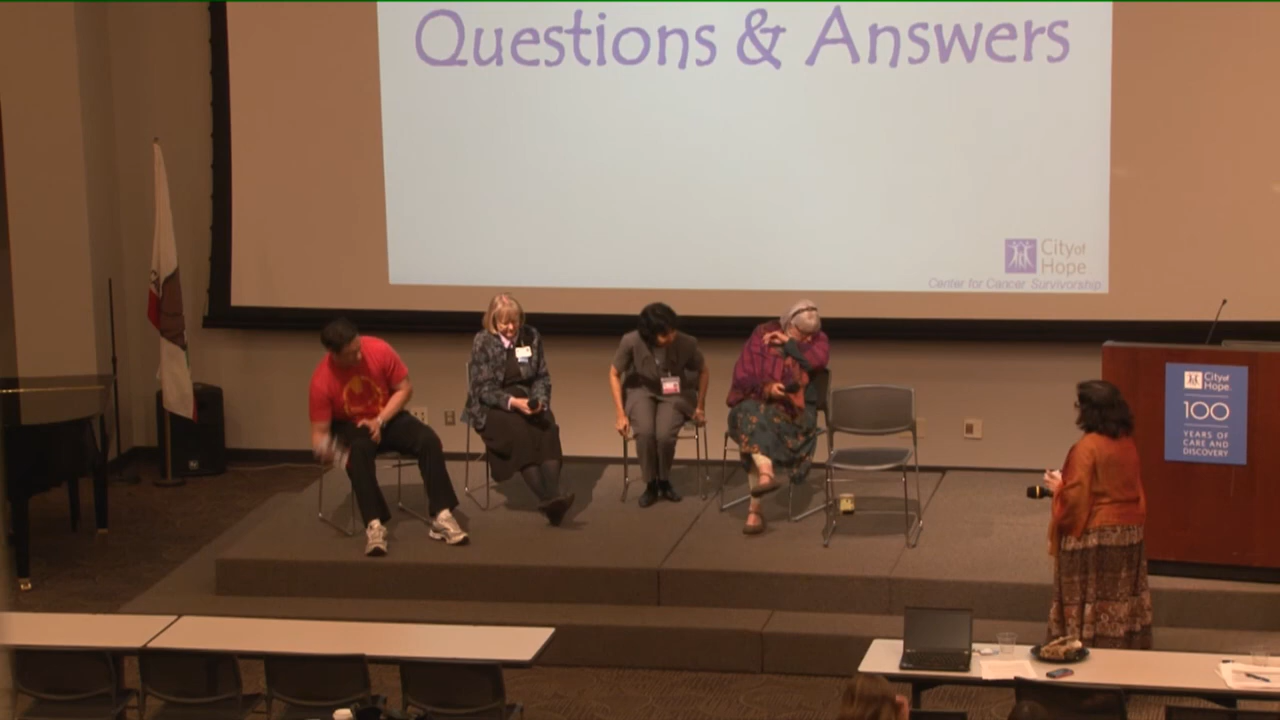 Questions & Answers
City of
Hope
Center for Cancer Survivorship
City of
Hope
100
YEARS OF
CARE AND
DISCOVERY